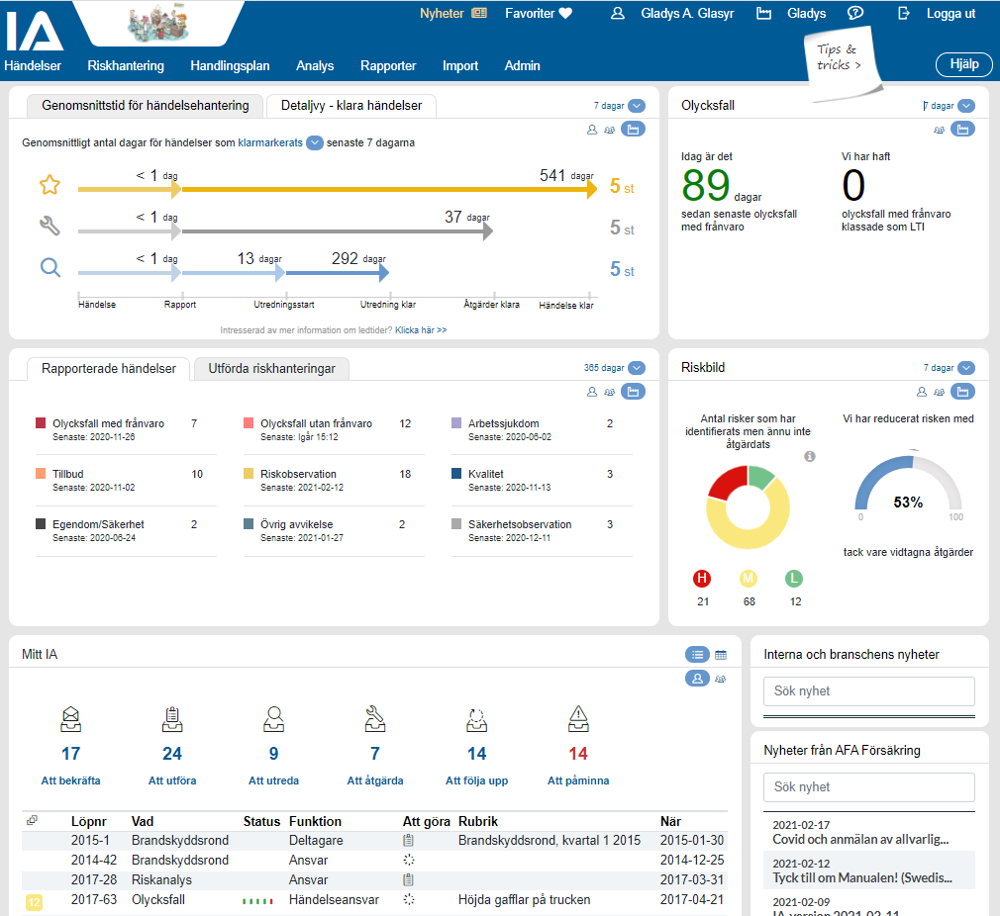 IA
Nyheter Favoriter Gladys A. Glasyr Gladys Logga ut
Händelser Riskhantering Handlingsplan Analys Rapporter Import Admin
Tips &
tricks >
Hjälp
Genomsnittstid för händelsehantering Detaljvy - klara händelser 7 dagar
Genomsnittligt antal dagar för händelser som klarmarkerats senaste 7 dagarna
< 1 dag 541 dagar 5 st
< 1 dag 37 dagar 5 st
< 1 dag 13 dagar 292 dagar 5 st
Händelse Rapport Utredningsstart Utredning klar Åtgärder klara Händelse klar
Intresserad av mer information om ledtider? Klicka här >>
Olycksfall 7 dagar
Idag är det
89 dagar
sedan senaste olycksfall
med frånvaro
Vi har haft
0
olycksfall med frånvaro
klassade som LTI
Rapporterade händelser Utförda riskhanteringar 365 dagar
Olycksfall med frånvaro 7
Senaste: 2020-11-26
Olycksfall utan frånvaro 12
Senaste: Igår 15:12
Arbetssjukdom 2
Senaste: 2020-06-02
Tillbud 10
Senaste: 2020-11-02
Riskobservation 18
Senaste: 2021-02-12
Kvalitet 3
Senaste: 2020-11-13
Egendom/Säkerhet 2
Senaste: 2020-06-24
Övrig avvikelse 2
Senaste: 2021-01-27
Säkerhetsobservation 3
Senaste: 2020-12-11
Riskbild 7 dagar
Antal risker som har
identifierats men ännu inte
åtgärdats
i
H M L
21 68 12
Vi har reducerat risken med
53%
0 100
tack vare vidtagna åtgärder
Mitt IA
17 24 9 7 14 14
Att bekräfta Att utföra Att utreda Att åtgärda Att följa upp Att påminna
Löpnr Vad Status Funktion Att göra Rubrik När
2015-1 Brandskyddsrond Deltagare Brandskyddsrond, kvartal 1 2015 2015-01-30
2014-42 Brandskyddsrond Ansvar 2014-12-25
2017-28 Riskanalys Ansvar 2017-03-31
12 2017-63 Olycksfall Händelseansvar Höjda gafflar på trucken 2017-04-21
Interna och branschens nyheter
Sök nyhet
Nyheter från AFA Försäkring
Sök nyhet
2021-02-17
Covid och anmälan av allvarlig...
2021-02-12
Tyck till om Manualen! (Swedis...
2021-02-09
IA-version 2021-02-11